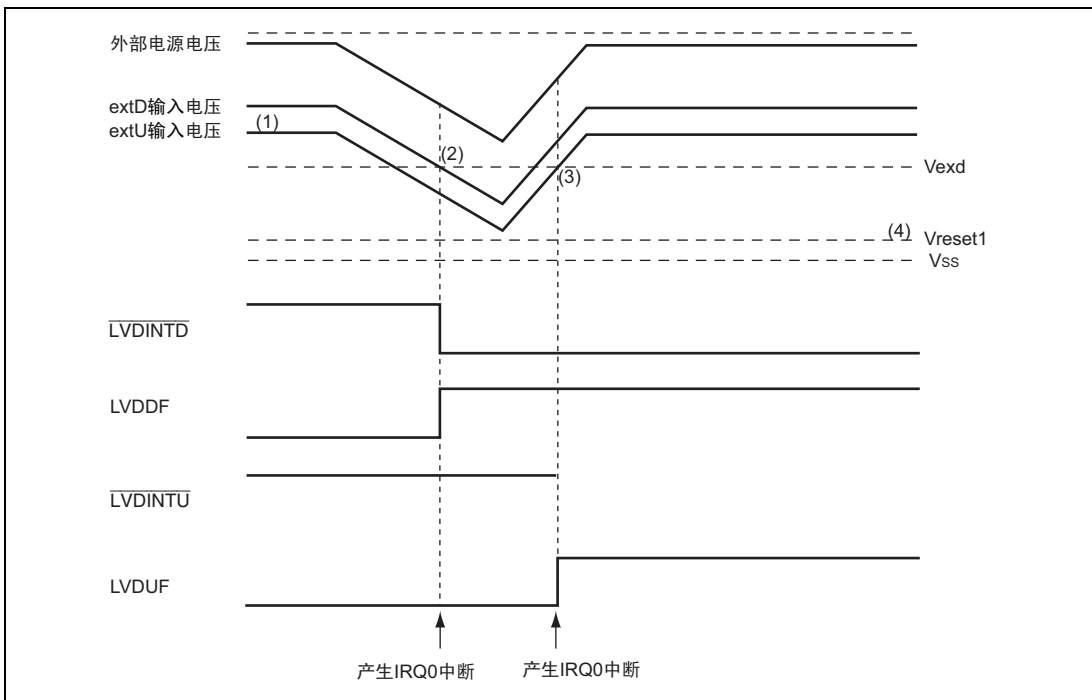 外部电源电压
extD输入电压
extU输入电压
(1)
(2)
(3)
Vexd
(4)
Vreset1
Vss
LVDINTD
LVDDF
LVDINTU
LVDUF
产生IRQ0中断
产生IRQ0中断